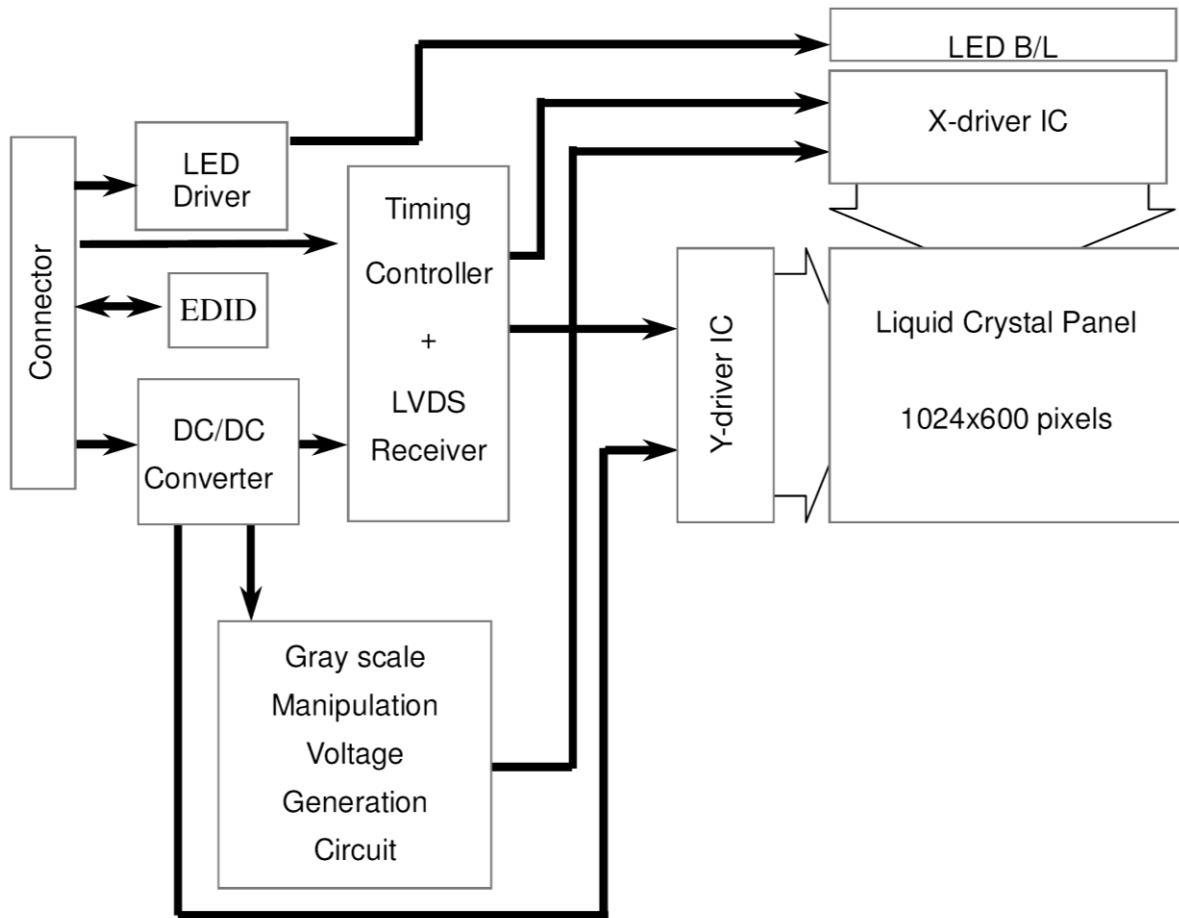 LED B/L
X-driver IC
LED
Driver
Timing
Controller
+
LVDS
Receiver
Connector
EDID
Y-driver IC
Liquid Crystal Panel
1024x600 pixels
DC/DC
Converter
Gray scale
Manipulation
Voltage
Generation
Circuit